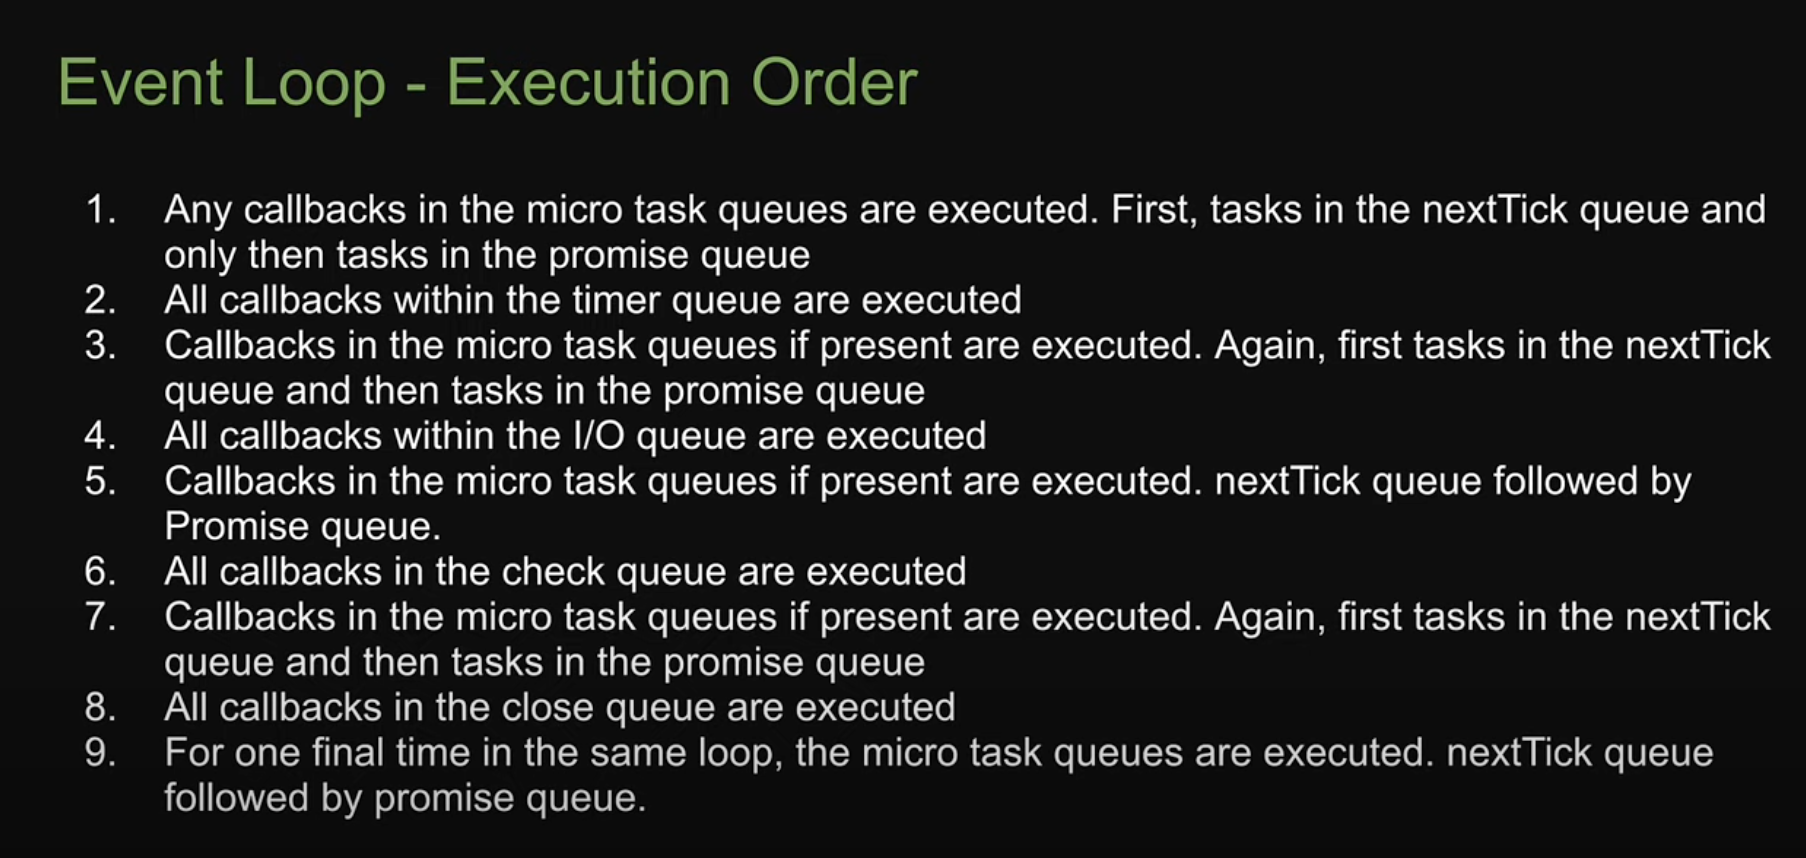 Event Loop - Execution Order
1. Any callbacks in the micro task queues are executed. First, tasks in the nextTick queue and
only then tasks in the promise queue
2. All callbacks within the timer queue are executed
3. Callbacks in the micro task queues if present are executed. Again, first tasks in the nextTick
queue and then tasks in the promise queue
4. All callbacks within the I/O queue are executed
5. Callbacks in the micro task queues if present are executed. nextTick queue followed by
Promise queue.
6. All callbacks in the check queue are executed
7. Callbacks in the micro task queues if present are executed. Again, first tasks in the nextTick
queue and then tasks in the promise queue
8. All callbacks in the close queue are executed
9. For one final time in the same loop, the micro task queues are executed. nextTick queue
followed by promise queue.